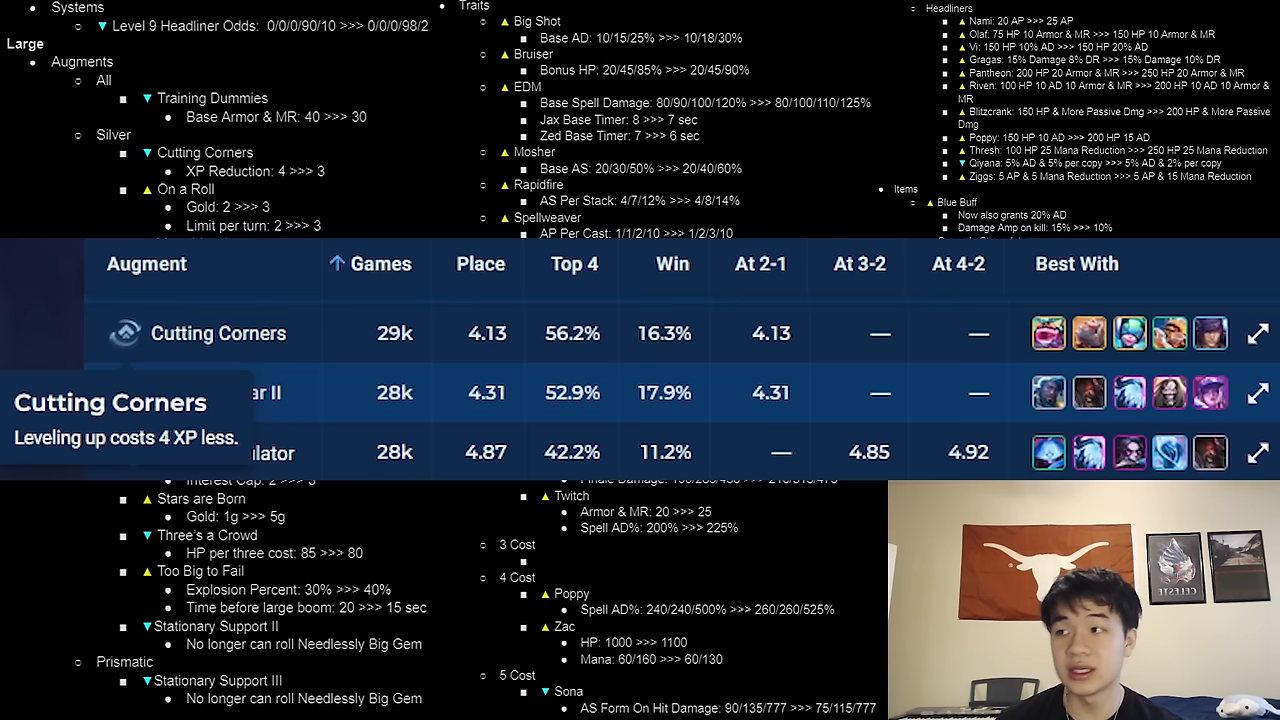 Systems
▼ Level 9 Headliner Odds: 0/0/0/90/10 >>> 0/0/0/98/2
Large
Augments
All
▼ Training Dummies
Base Armor & MR: 40 >>> 30
Silver
▼ Cutting Corners
XP Reduction: 4 >>> 3
▲ On a Roll
Gold: 2 >>> 3
Limit per turn: 2 >>> 3
Traits
▲ Big Shot
Base AD: 10/15/25% >>> 10/18/30%
▲ Bruiser
Bonus HP: 20/45/85% >>> 20/45/90%
▲ EDM
Base Spell Damage: 80/90/100/120% >>> 80/100/110/125%
Jax Base Timer: 8 >>> 7 sec
Zed Base Timer: 7 >>> 6 sec
▲ Mosher
Base AS: 20/30/50% >>> 20/40/60%
▲ Rapidfire
AS Per Stack: 4/7/12% >>> 4/8/14%
▲ Spellweaver
AP Per Cast: 1/1/2/10 >>> 1/2/3/10
Headliners
▲ Nami: 20 AP >>> 25 AP
▲ Olaf: 75 HP 10 Armor & MR >>> 150 HP 10 Armor & MR
▲ Vi: 150 HP 10% AD >>> 150 HP 20% AD
▲ Gragas: 15% Damage 8% DR >>> 15% Damage 10% DR
▲ Pantheon: 200 HP 20 Armor & MR >>> 250 HP 20 Armor & MR
▲ Riven: 100 HP 10 AD 10 Armor & MR >>> 200 HP 10 AD 10 Armor &
MR
▲ Blitzcrank: 150 HP & More Passive Dmg >>> 200 HP & More Passive
Dmg
▲ Poppy: 150 HP 10 AD >>> 200 HP 15 AD
▲ Thresh: 100 HP 25 Mana Reduction >>> 250 HP 25 Mana Reduction
▼ Qiyana: 5% AD & 5% per copy >>> 5% AD & 2% per copy
▲ Ziggs: 5 AP & 5 Mana Reduction >>> 5 AP & 15 Mana Reduction
Items
▲ Blue Buff
Now also grants 20% AD
Damage Amp on kill: 15% >>> 10%
Augment ↑ Games Place Top 4 Win At 2-1 At 3-2 At 4-2 Best With
Cutting Corners 29k 4.13 56.2% 16.3% 4.13 — —
ar II 28k 4.31 52.9% 17.9% 4.31 — —
ulator 28k 4.87 42.2% 11.2% — 4.85 4.92
Cutting Corners
Leveling up costs 4 XP less.
▲ Stars are Born
Gold: 1g >>> 5g
▼ Three's a Crowd
HP per three cost: 85 >>> 80
▲ Too Big to Fail
Explosion Percent: 30% >>> 40%
Time before large boom: 20 >>> 15 sec
▼ Stationary Support II
No longer can roll Needlessly Big Gem
Prismatic
▼ Stationary Support III
No longer can roll Needlessly Big Gem
▲ Twitch
Armor & MR: 20 >>> 25
Spell AD%: 200% >>> 225%
3 Cost
4 Cost
▲ Poppy
Spell AD%: 240/240/500% >>> 260/260/525%
▲ Zac
HP: 1000 >>> 1100
Mana: 60/160 >>> 60/130
5 Cost
▼ Sona
AS Form On Hit Damage: 90/135/777 >>> 75/115/777